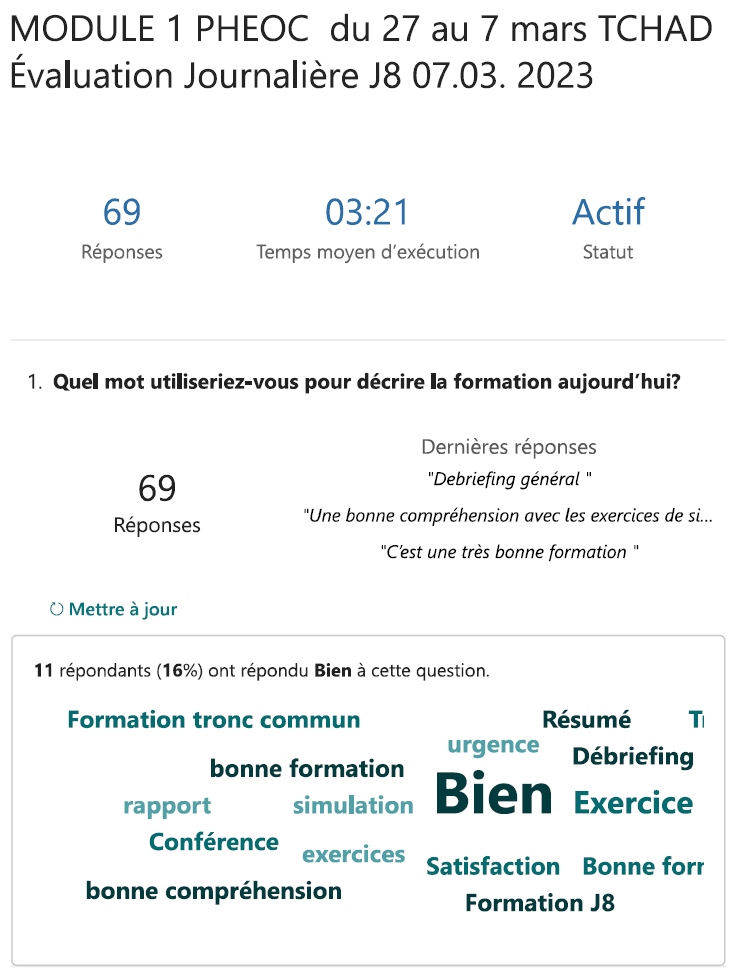 MODULE 1 PHEOC  du 27 au 7 mars TCHAD
Évaluation Journalière J8 07.03. 2023
69
Réponses
03:21
Temps moyen d'exécution
Actif
Statut
1. Quel mot utiliseriez-vous pour décrire la formation aujourd'hui?
69
Réponses
Dernières réponses
"Debriefing général "
"Une bonne compréhension avec les exercices de si...
"C'est une très bonne formation "
Mettre à jour
11 répondants (16%) ont répondu Bien à cette question.
Formation tronc commun
Résumé
urgence
Débriefing
bonne formation
Bien
Exercice
rapport
simulation
Conférence
exercices
Satisfaction
Bonne
bonne compréhension
Formation J8